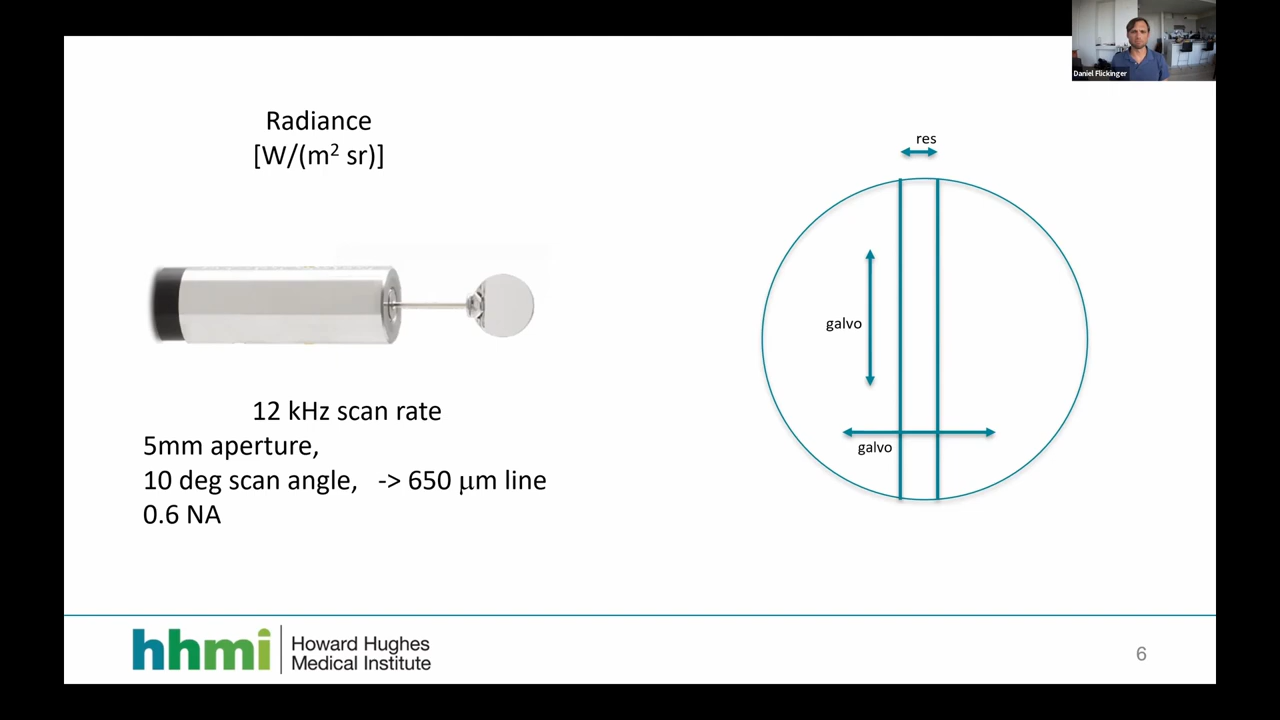 Daniel Flickinger
Radiance
[W/(m² sr)]
res
galvo
galvo
12 kHz scan rate
5mm aperture,
10 deg scan angle, -> 650 μm line
0.6 NA
hhmi
Howard Hughes
Medical Institute
6